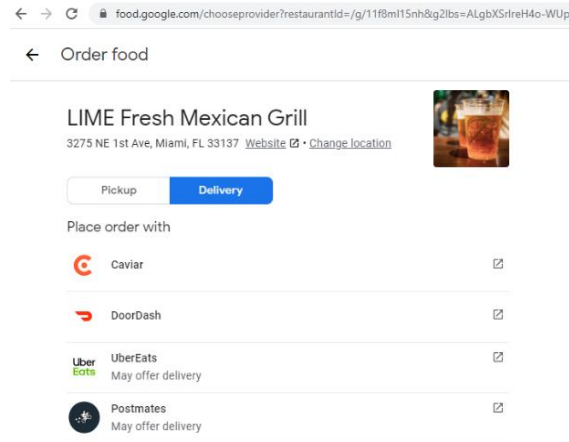 food.google.com/chooseprovider?restaurantId=/g/11f8ml15nh&g2lbs=ALgbXSrlreH4o-WUp
Order food
LIME Fresh Mexican Grill
3275 NE 1st Ave, Miami, FL 33137 Website • Change location
Pickup Delivery
Place order with
Caviar
DoorDash
Uber Eats
UberEats
May offer delivery
Postmates
May offer delivery